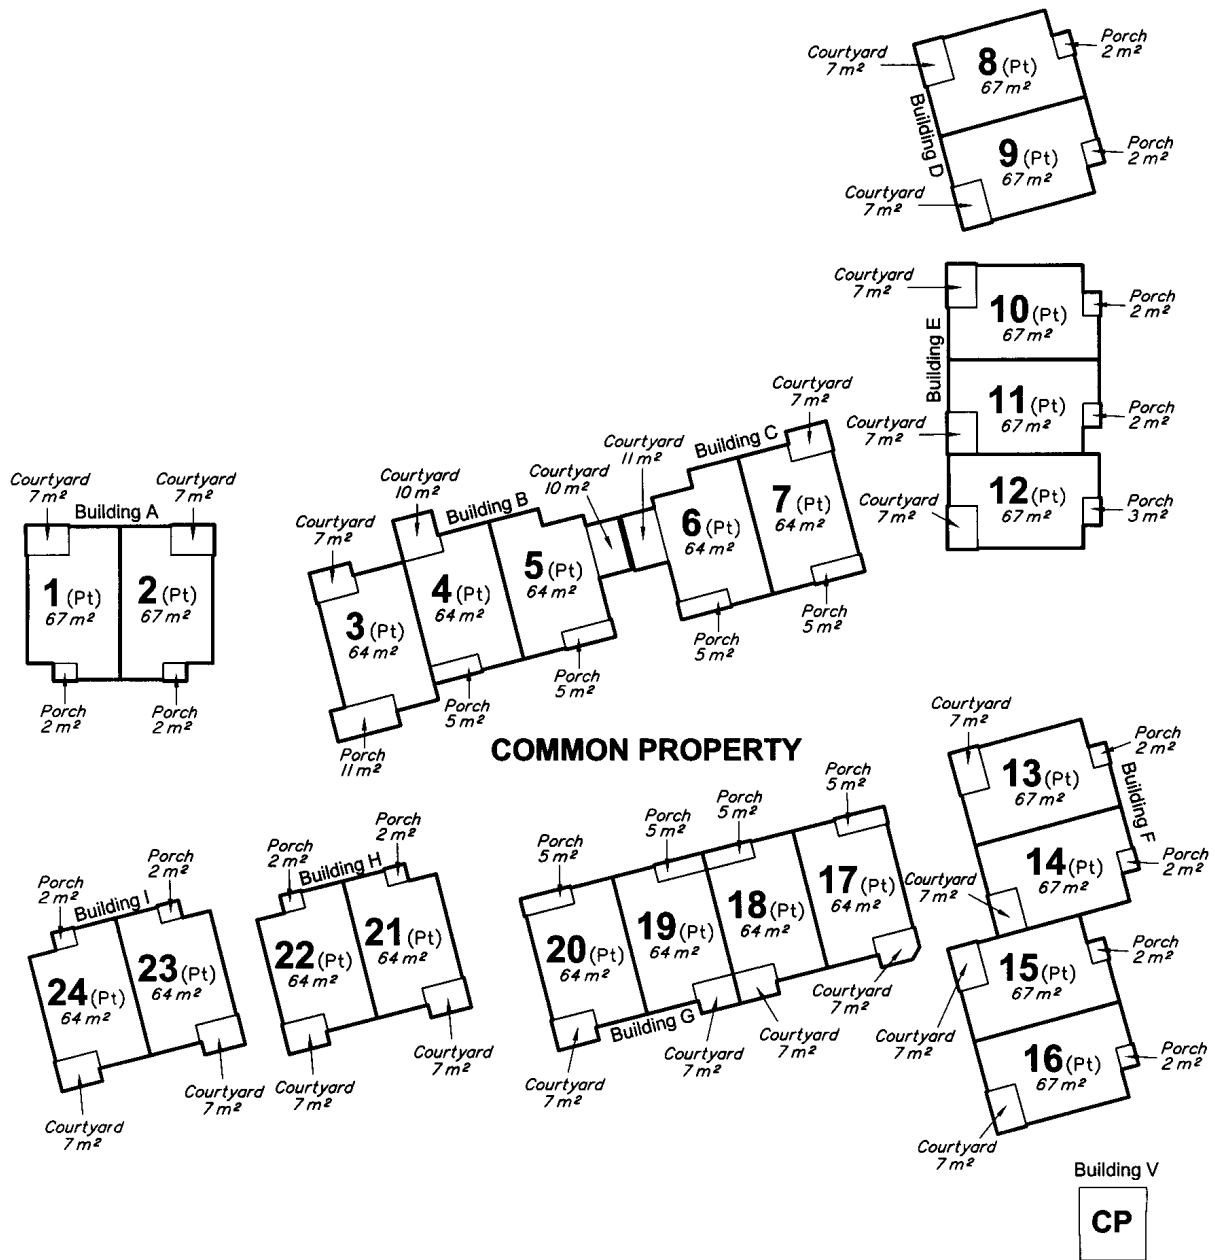 Courtyard
7 m²
8 (Pt)
67 m²
Porch
2 m²
Building D
9 (Pt)
67 m²
Porch
2 m²
Courtyard
7 m²
Courtyard
7 m²
10 (Pt)
67 m²
Porch
2 m²
Building E
11 (Pt)
67 m²
Porch
2 m²
Courtyard
7 m²
12 (Pt)
67 m²
Porch
3 m²
Courtyard
7 m²
Courtyard
7 m²
Courtyard
7 m²
Building A
1 (Pt)
67 m²
2 (Pt)
67 m²
Porch
2 m²
Porch
2 m²
Courtyard
7 m²
Courtyard
10 m²
Building B
Courtyard
10 m²
3 (Pt)
64 m²
4 (Pt)
64 m²
5 (Pt)
64 m²
Porch
11 m²
Porch
5 m²
Porch
5 m²
Courtyard
11 m²
Building C
Courtyard
7 m²
6 (Pt)
64 m²
7 (Pt)
64 m²
Porch
5 m²
Porch
5 m²
COMMON PROPERTY
Courtyard
7 m²
13 (Pt)
67 m²
Porch
2 m²
Building F
14 (Pt)
67 m²
Porch
2 m²
Courtyard
7 m²
15 (Pt)
67 m²
Porch
2 m²
Courtyard
7 m²
16 (Pt)
67 m²
Porch
2 m²
Courtyard
7 m²
Porch
2 m²
Building I
Porch
2 m²
24 (Pt)
64 m²
23 (Pt)
64 m²
Courtyard
7 m²
Courtyard
7 m²
Porch
2 m²
Building H
Porch
2 m²
22 (Pt)
64 m²
21 (Pt)
64 m²
Courtyard
7 m²
Courtyard
7 m²
Porch
5 m²
Porch
5 m²
Porch
5 m²
Porch
5 m²
20 (Pt)
64 m²
19 (Pt)
64 m²
18 (Pt)
64 m²
17 (Pt)
64 m²
Building G
Courtyard
7 m²
Courtyard
7 m²
Courtyard
7 m²
Courtyard
7 m²
Building V
CP